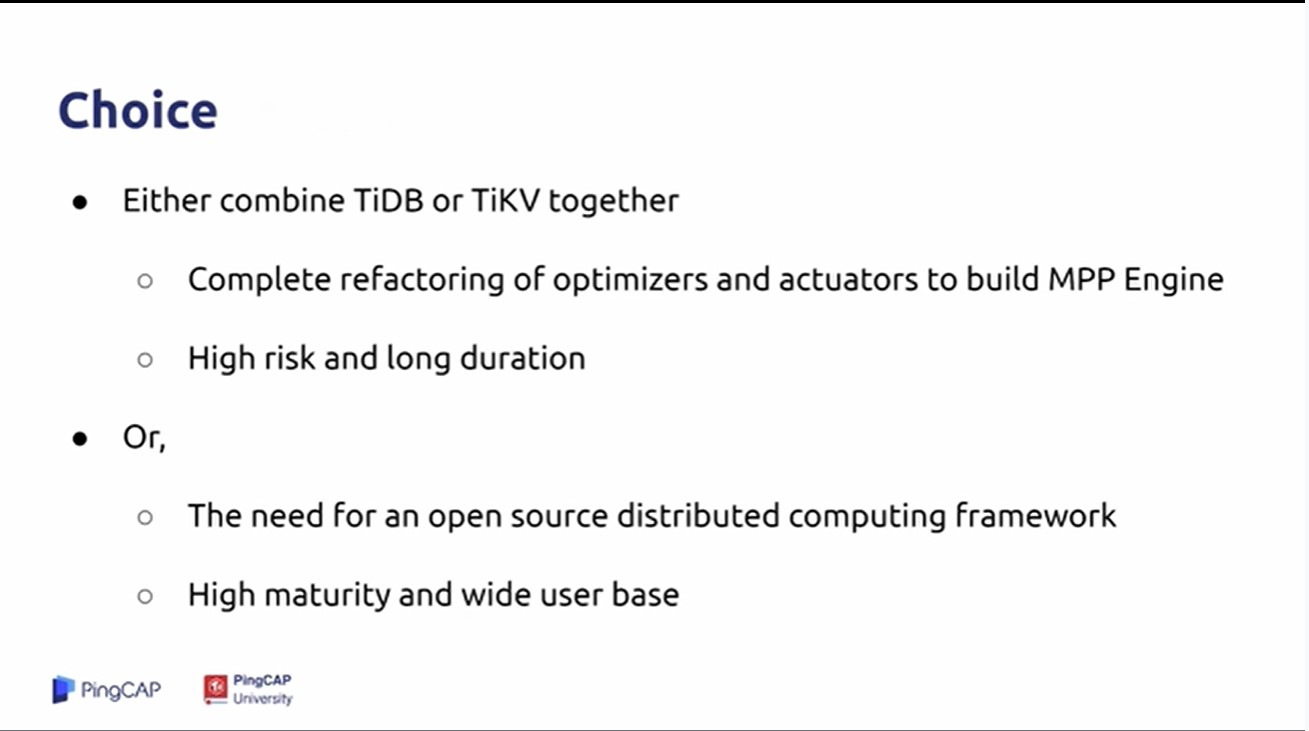 Choice
● Either combine TiDB or TiKV together
○ Complete refactoring of optimizers and actuators to build MPP Engine
○ High risk and long duration
● Or,
○ The need for an open source distributed computing framework
○ High maturity and wide user base
PingCAP
PingCAP
University